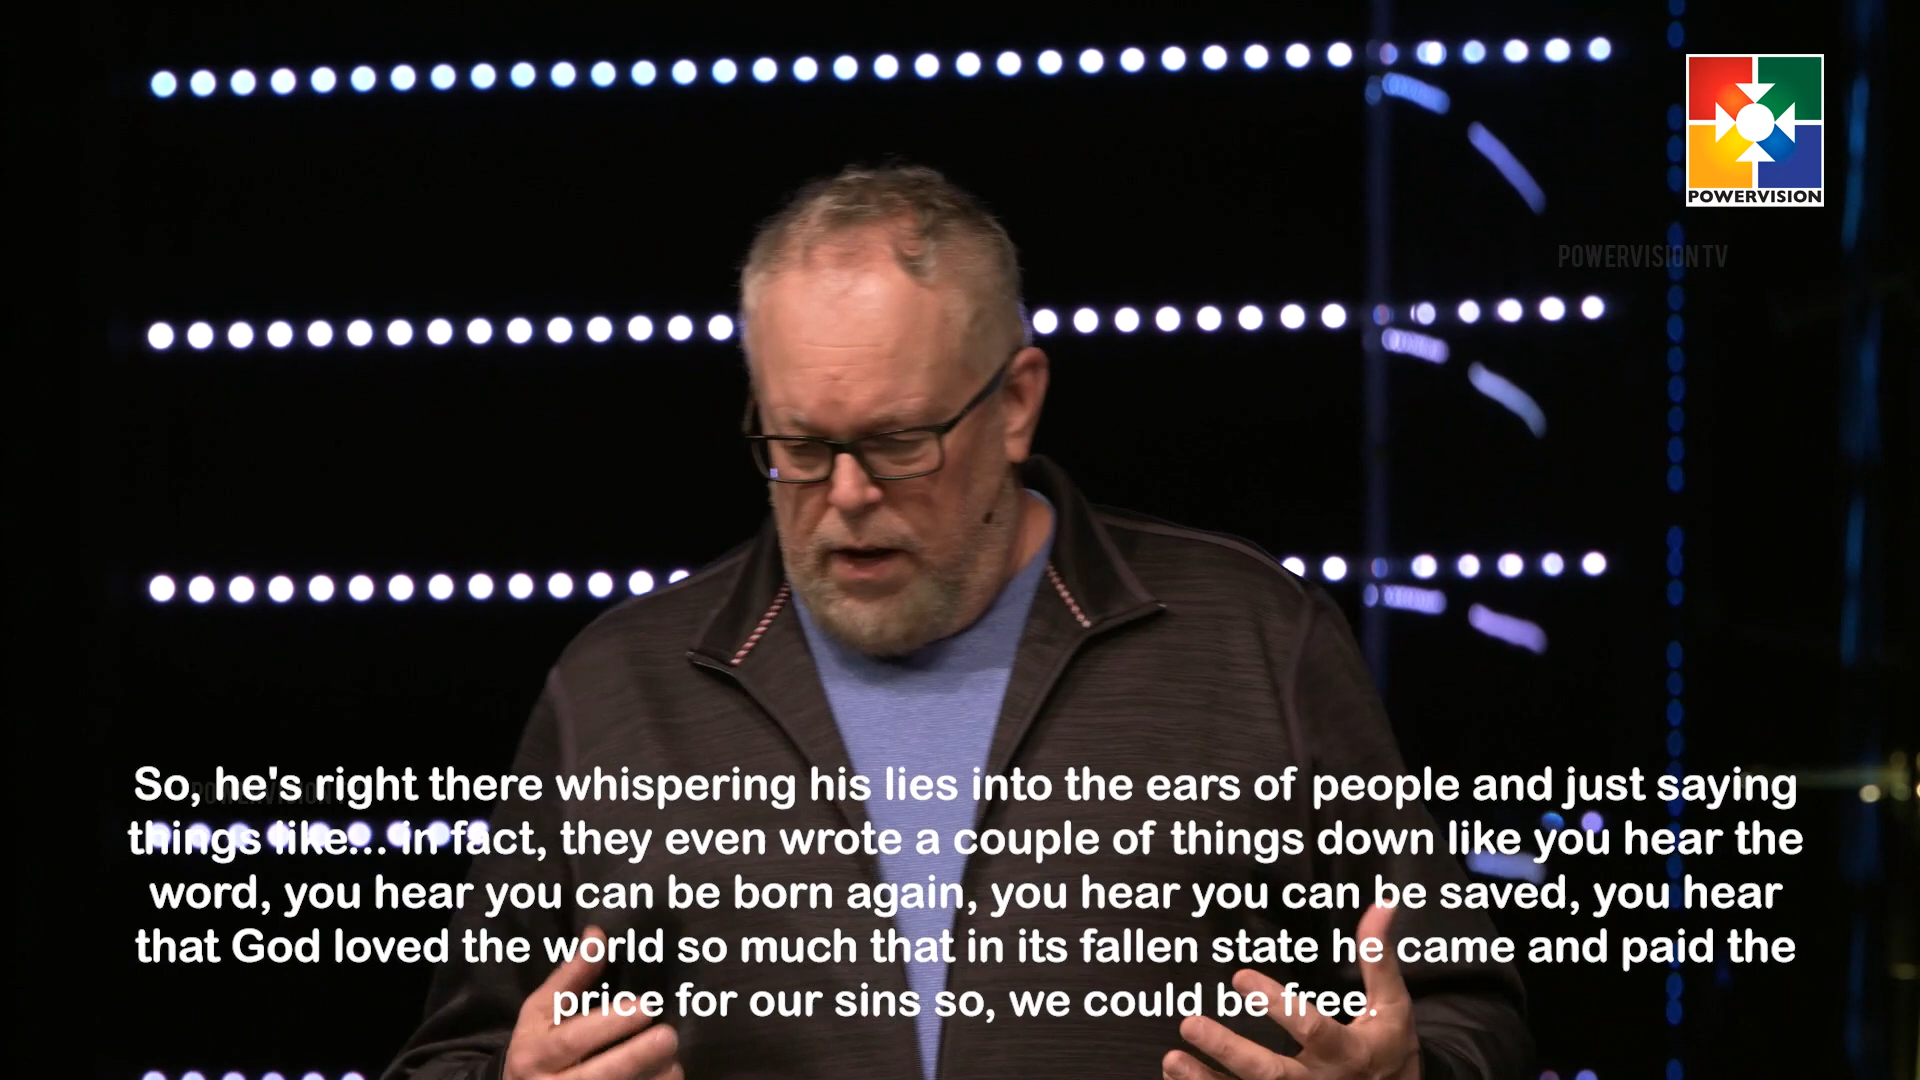 POWERVISION
POWERVISION TV
So, he's right there whispering his lies into the ears of people and just saying
things like... in fact, they even wrote a couple of things down like you hear the
word, you hear you can be born again, you hear you can be saved, you hear
that God loved the world so much that in its fallen state he came and paid the
price for our sins so, we could be free.